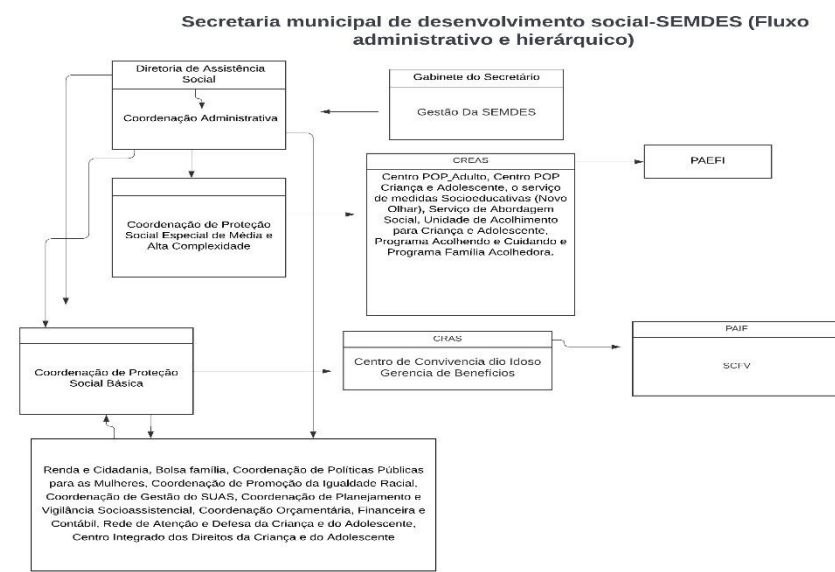 Secretaria municipal de desenvolvimento social-SEMDES (Fluxo
administrativo e hierárquico)
Diretoria de Assistência
Social
Coordenação Administrativa
Gabinete do Secretário
Gestão Da SEMDES
CREAS
Centro POP_Adulto, Centro POP
Criança e Adolescente, o serviço
de medidas Socioeducativas (Novo
Olhar), Serviço de Abordagem
Social, Unidade de Acolhimento
para Criança e Adolescente,
Programa Acolhendo e Cuidando e
Programa Família Acolhedora.
PAEFI
Coordenação de Proteção
Social Especial de Média e
Alta Complexidade
Coordenação de Proteção
Social Básica
CRAS
Centro de Convivencia dio Idoso
Gerencia de Benefícios
PAIF
SCFV
Renda e Cidadania, Bolsa família, Coordenação de Políticas Públicas
para as Mulheres, Coordenação de Promoção da Igualdade Racial,
Coordenação de Gestão do SUAS, Coordenação de Planejamento e
Vigilância Socioassistencial, Coordenação Orçamentária, Financeira e
Contábil, Rede de Atenção e Defesa da Criança e do Adolescente,
Centro Integrado dos Direitos da Criança e do Adolescente